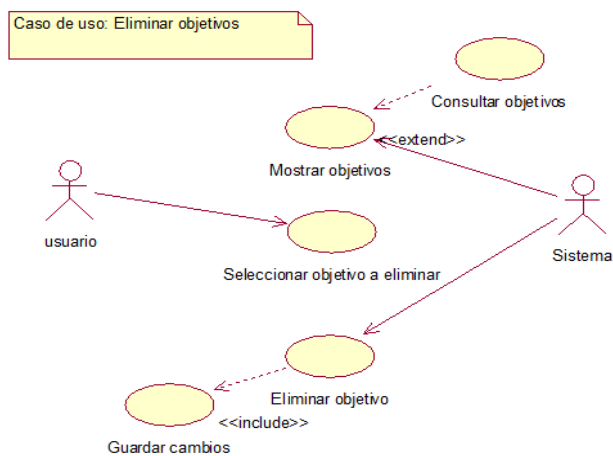 Caso de uso: Eliminar objetivos
Consultar objetivos
<<extend>>
Mostrar objetivos
usuario
Sistema
Seleccionar objetivo a eliminar
Eliminar objetivo
<<include>>
Guardar cambios